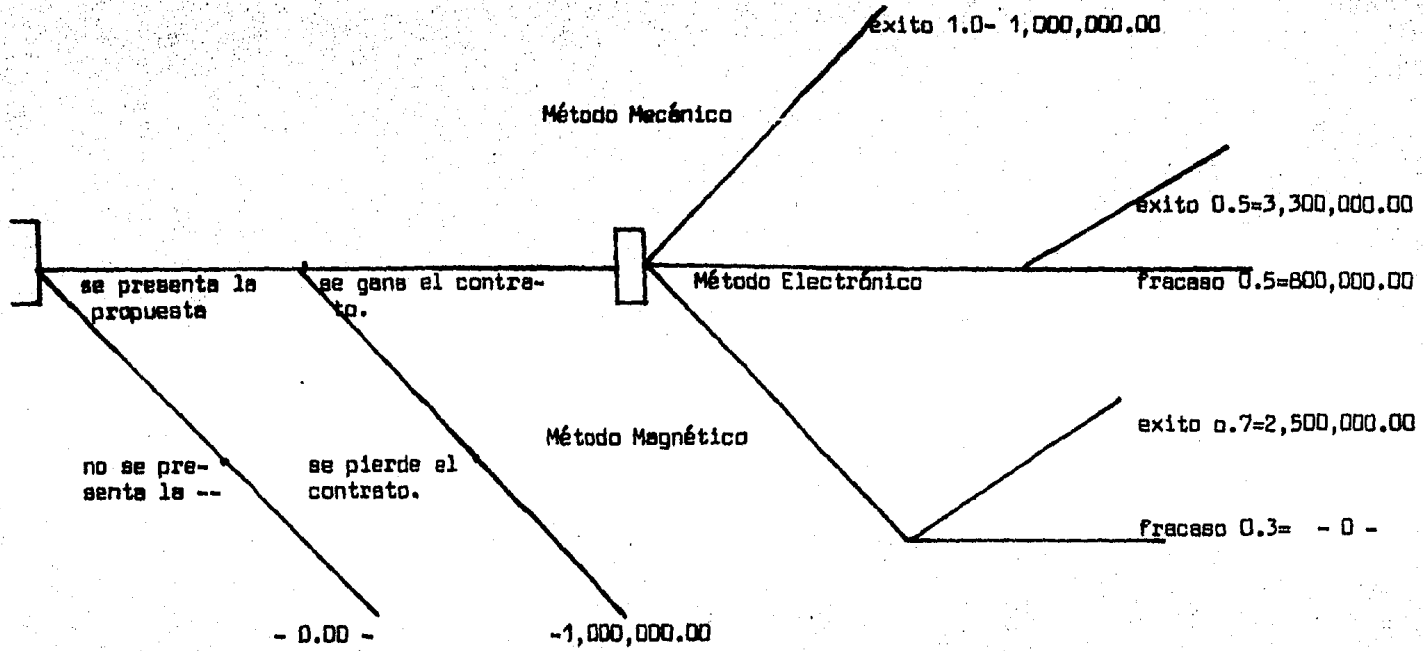 exito 1.0- 1,000,000.00
Método Mecánico
exito 0.5=3,300,000.00
se presenta la
propuesta
se gana el contra-
to.
Método Electrónico
fracaso 0.5=800,000.00
exito o.7=2,500,000.00
Método Magnético
no se pre-
senta la --
se pierde el
contrato.
fracaso 0.3= - 0 -
- 0.00 -
-1,000,000.00